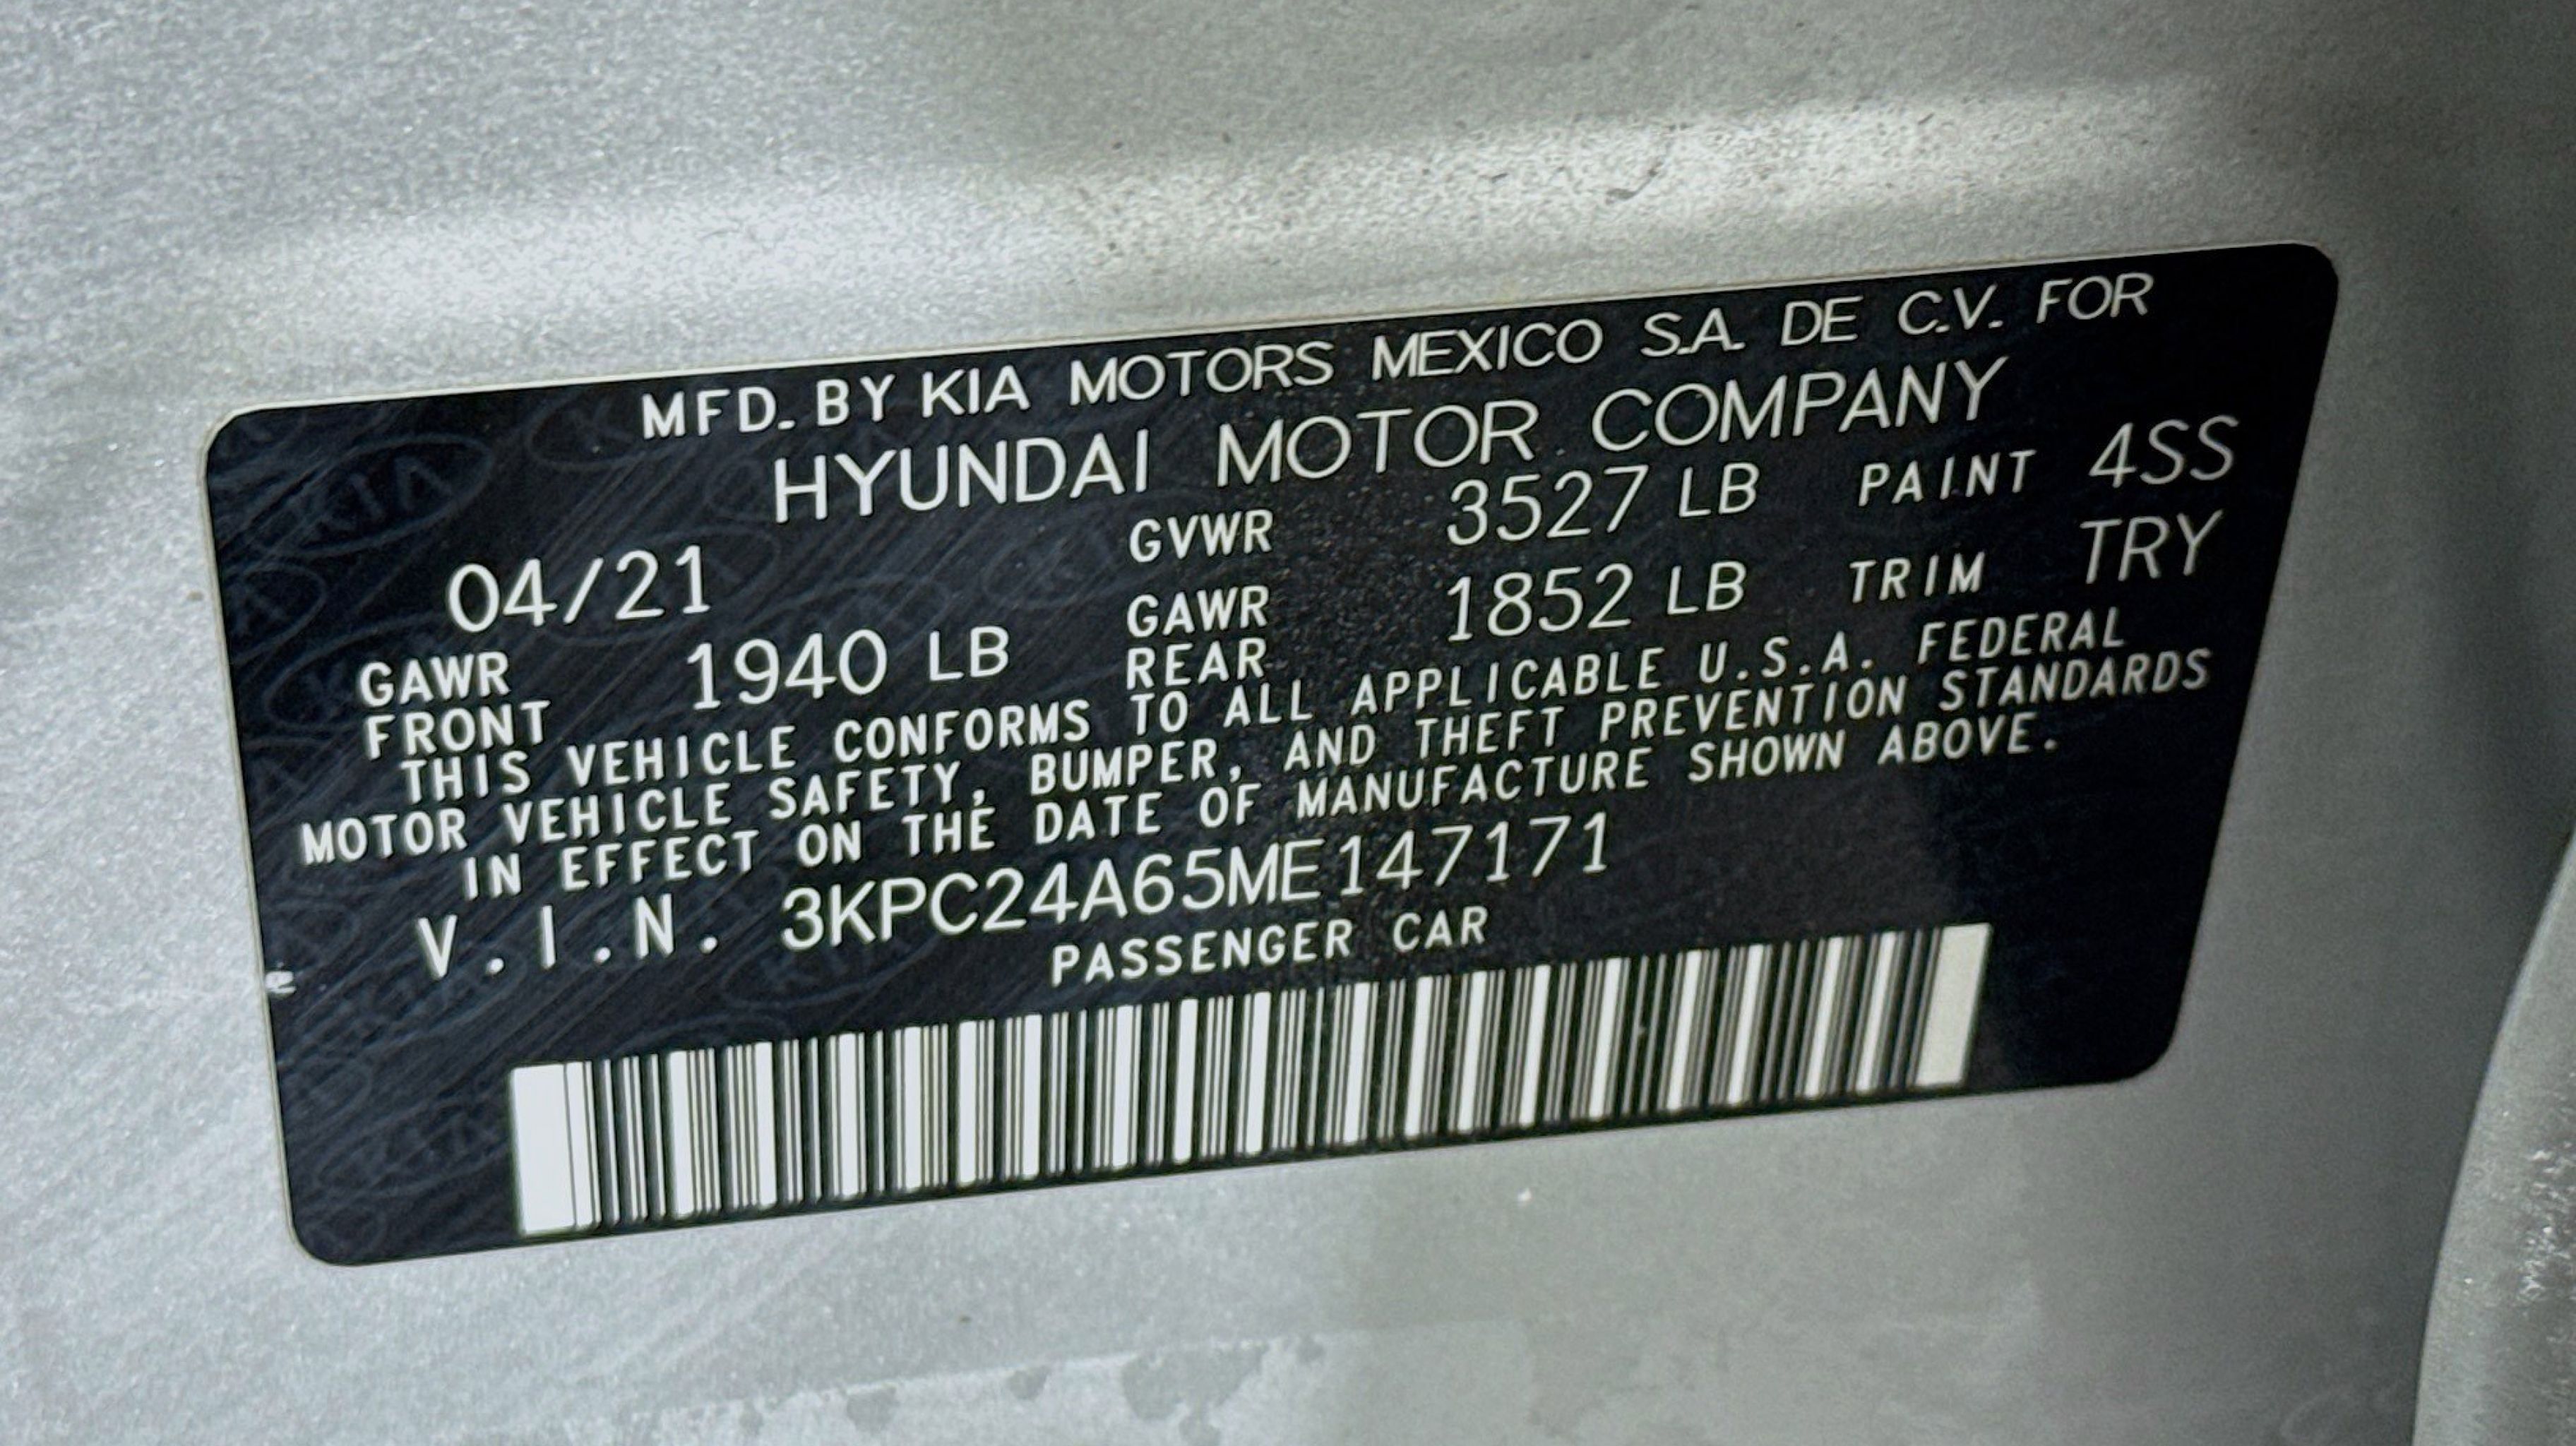 MFD. BY KIA MOTORS MEXICO S.A. DE C.V. FOR
HYUNDAI MOTOR COMPANY
04/21 GVWR 3527 LB PAINT 4SS
GAWR FRONT 1940 LB GAWR REAR 1852 LB TRIM TRY
THIS VEHICLE CONFORMS TO ALL APPLICABLE U.S.A. FEDERAL
MOTOR VEHICLE SAFETY, BUMPER, AND THEFT PREVENTION STANDARDS
IN EFFECT ON THE DATE OF MANUFACTURE SHOWN ABOVE.
V.I.N. 3KPC24A65ME147171
PASSENGER CAR